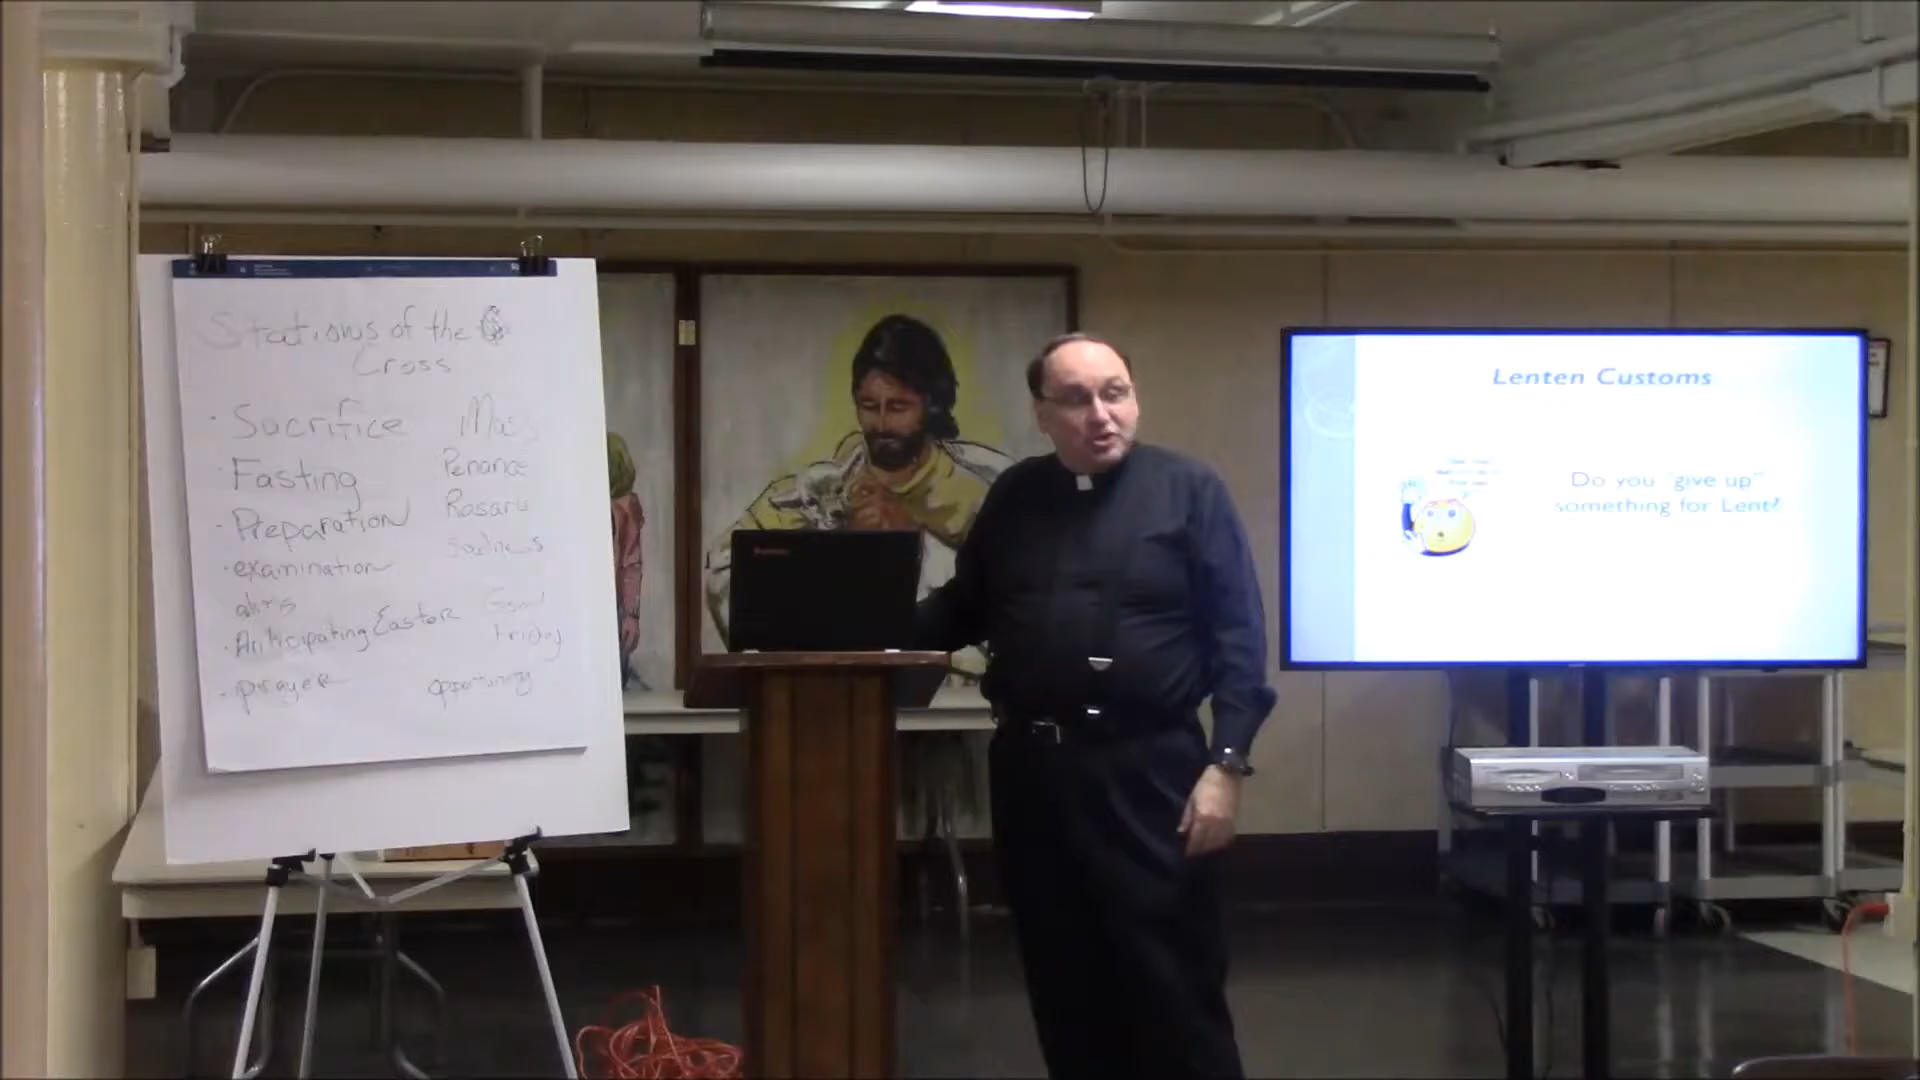 Stations of the
Cross
· Sacrifice
· Fasting
· Preparation
· examination
alms
· Anticipating Easter
· prayer
Mass
Penance
Rosary
Sadness
Good
Friday
opportunity
Lenten Customs
Do you "give up"
something for Lent?